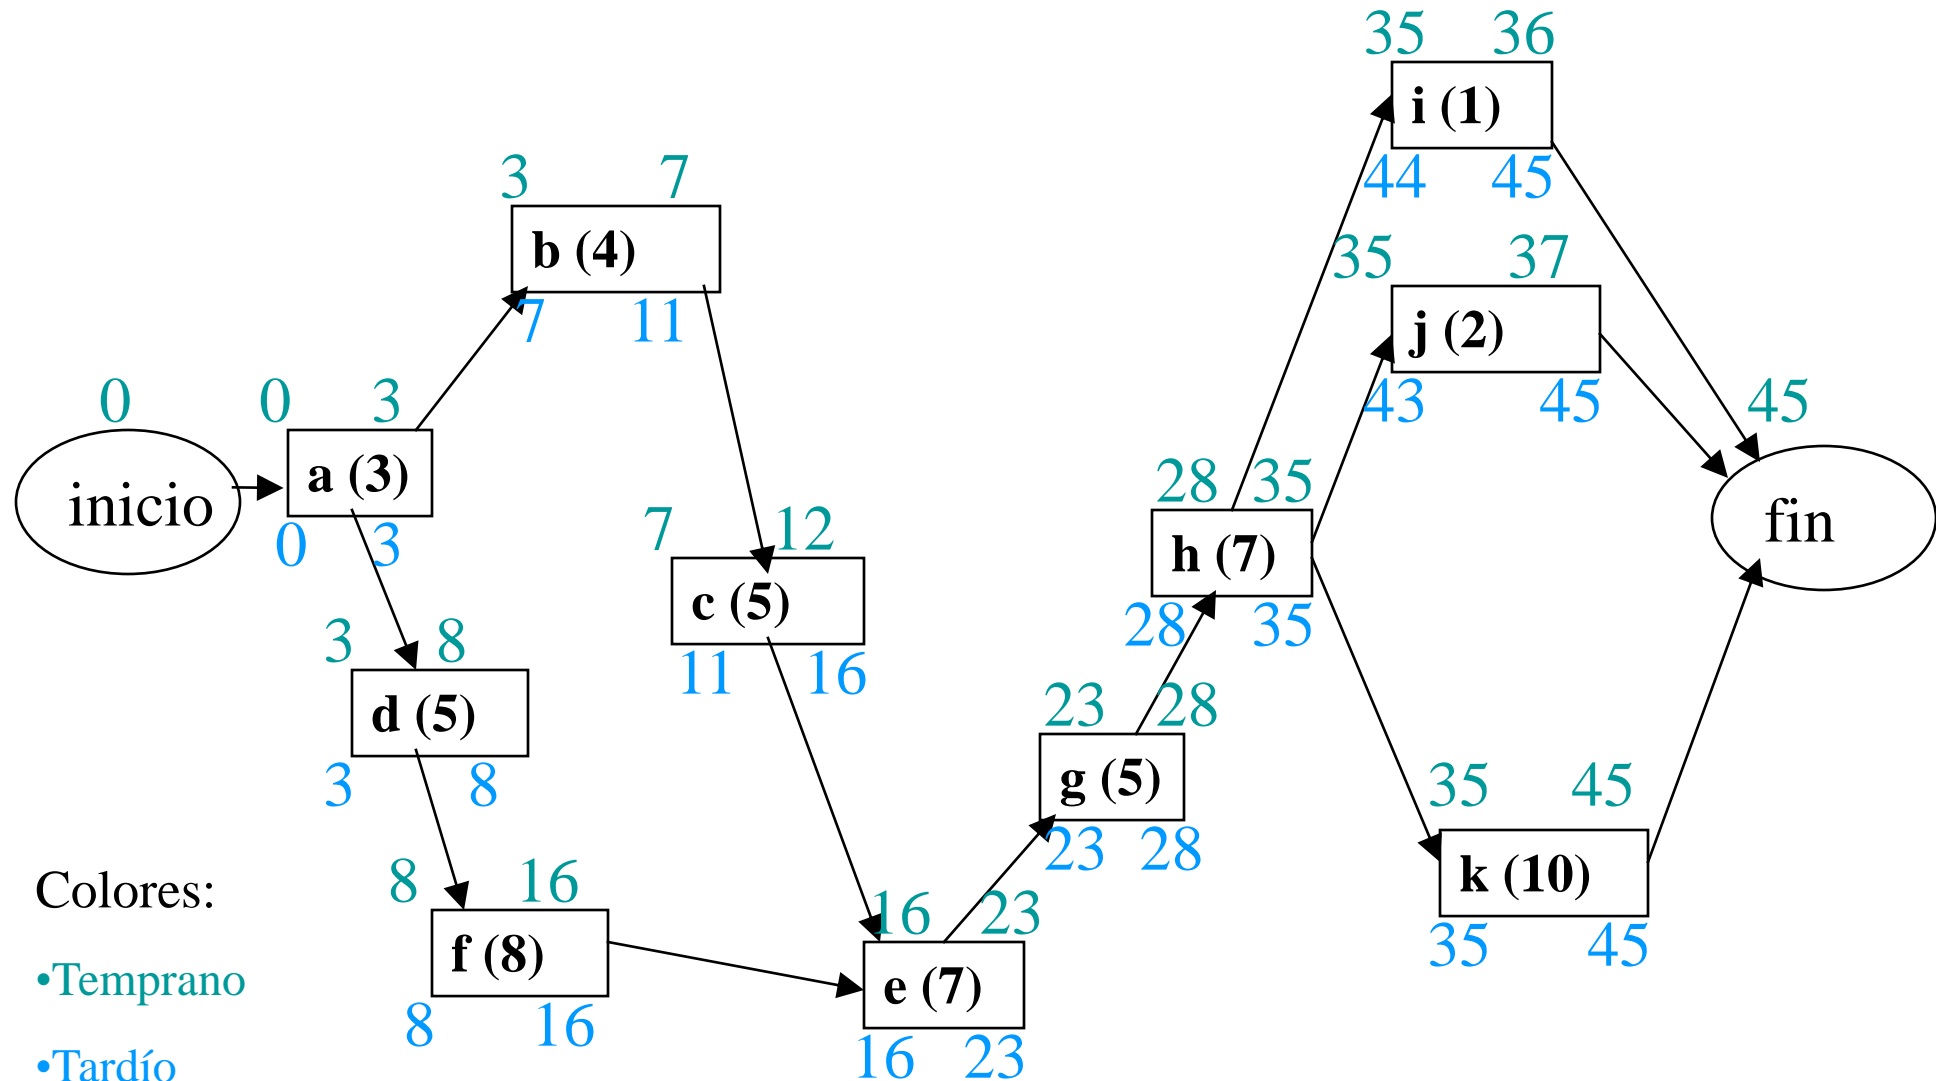 35 36
i (1)
44 45
3 7
b (4)
7 11
35 37
j (2)
43 45
0
inicio
0 3
a (3)
0 3
45
fin
28 35
h (7)
28 35
7 12
c (5)
11 16
3 8
d (5)
3 8
23 28
g (5)
23 28
35 45
k (10)
35 45
8 16
f (8)
8 16
16 23
e (7)
16 23
Colores:
•Temprano
•Tardío